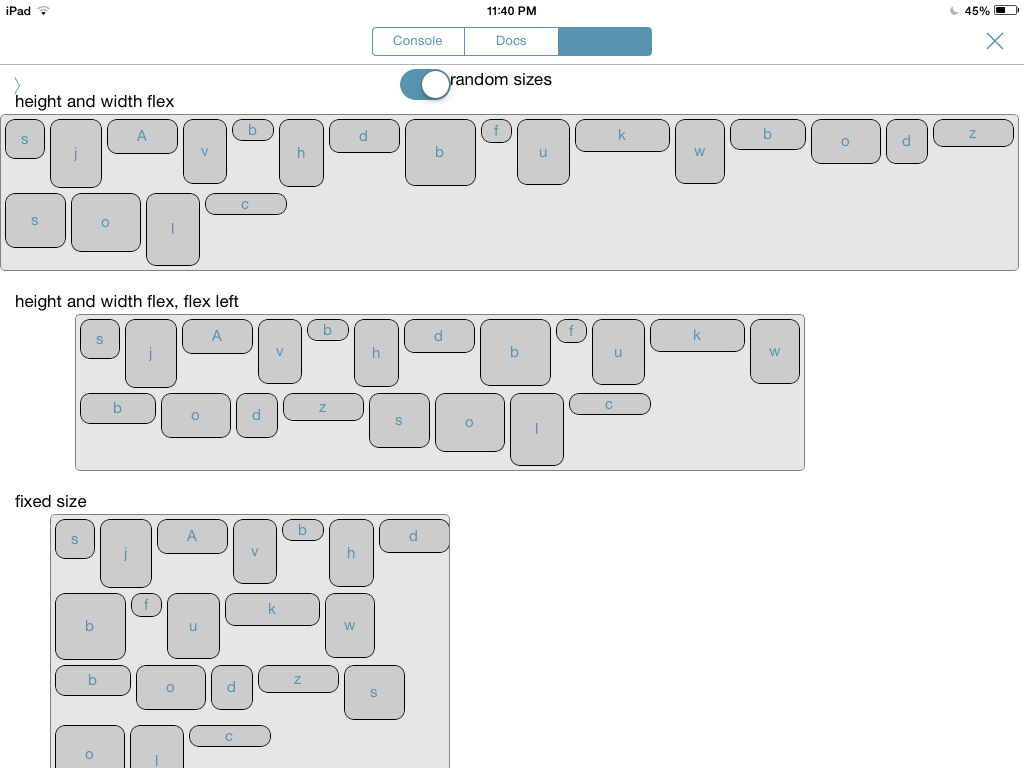 iPad 11:40 PM 45%
Console Docs
random sizes
height and width flex
s j A v b h d b f u k w b o d z
s o l c
height and width flex, flex left
s j A v b h d b f u k w
b o d z s o l c
fixed size
s j A v b h d
b f u k w
b o d z s
o l c